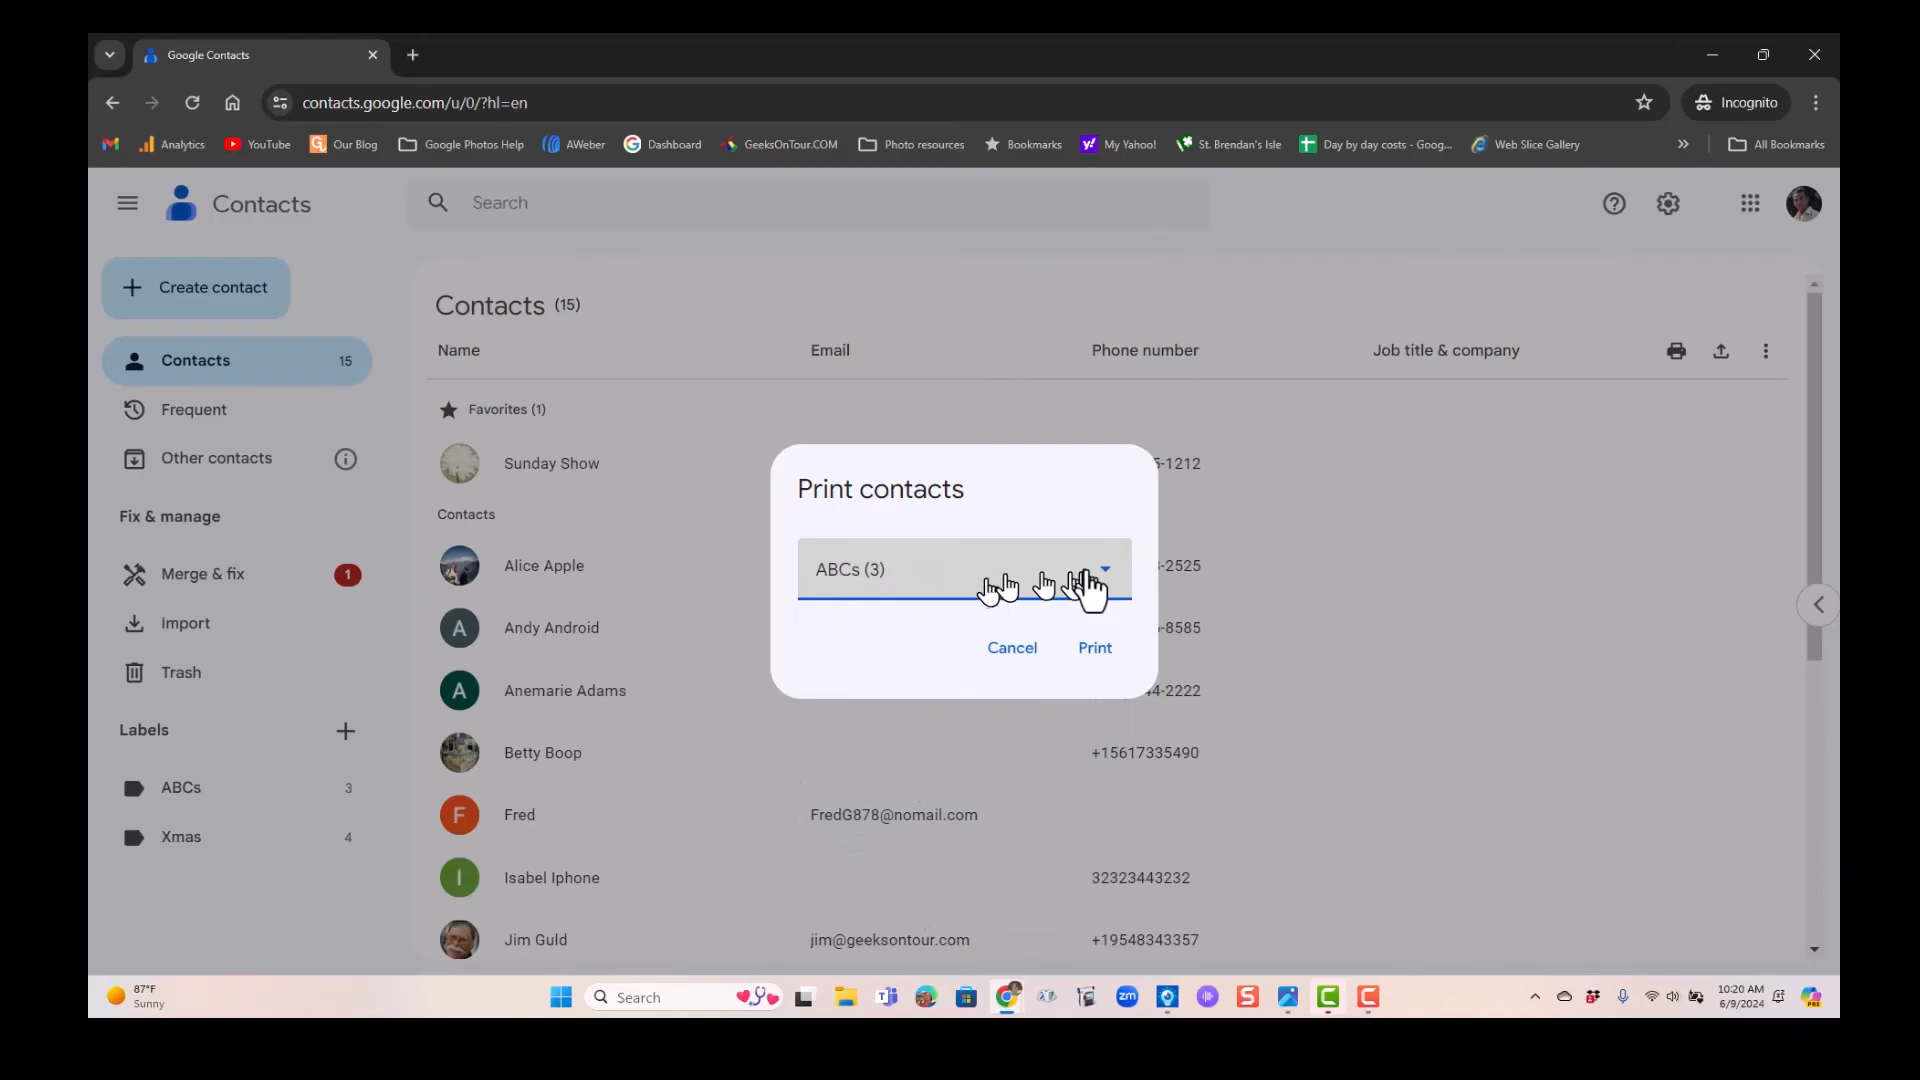 Google Contacts
contacts.google.com/u/0/?hl=en
Incognito
Analytics
YouTube
Our Blog
Google Photos Help
AWeber
Dashboard
GeeksOnTour.COM
Photo resources
Bookmarks
My Yahoo!
St. Brendan's Isle
Day by day costs - Goog...
Web Slice Gallery
All Bookmarks
Contacts
Search
Create contact
Contacts 15
Frequent
Other contacts
Fix & manage
Merge & fix 1
Import
Trash
Labels
ABCs 3
Xmas 4
Contacts (15)
Name Email Phone number Job title & company
Favorites (1)
Sunday Show 5-1212
Contacts
Alice Apple -2525
A Andy Android -8585
A Anemarie Adams 44-2222
Betty Boop +15617335490
F Fred FredG878@nomail.com
I Isabel Iphone 32323443232
Jim Guld jim@geeksontour.com +19548343357
Print contacts
ABCs (3)
Cancel Print
87°F
Sunny
Search
zm
S
C
C
PRE
10:20 AM
6/9/2024